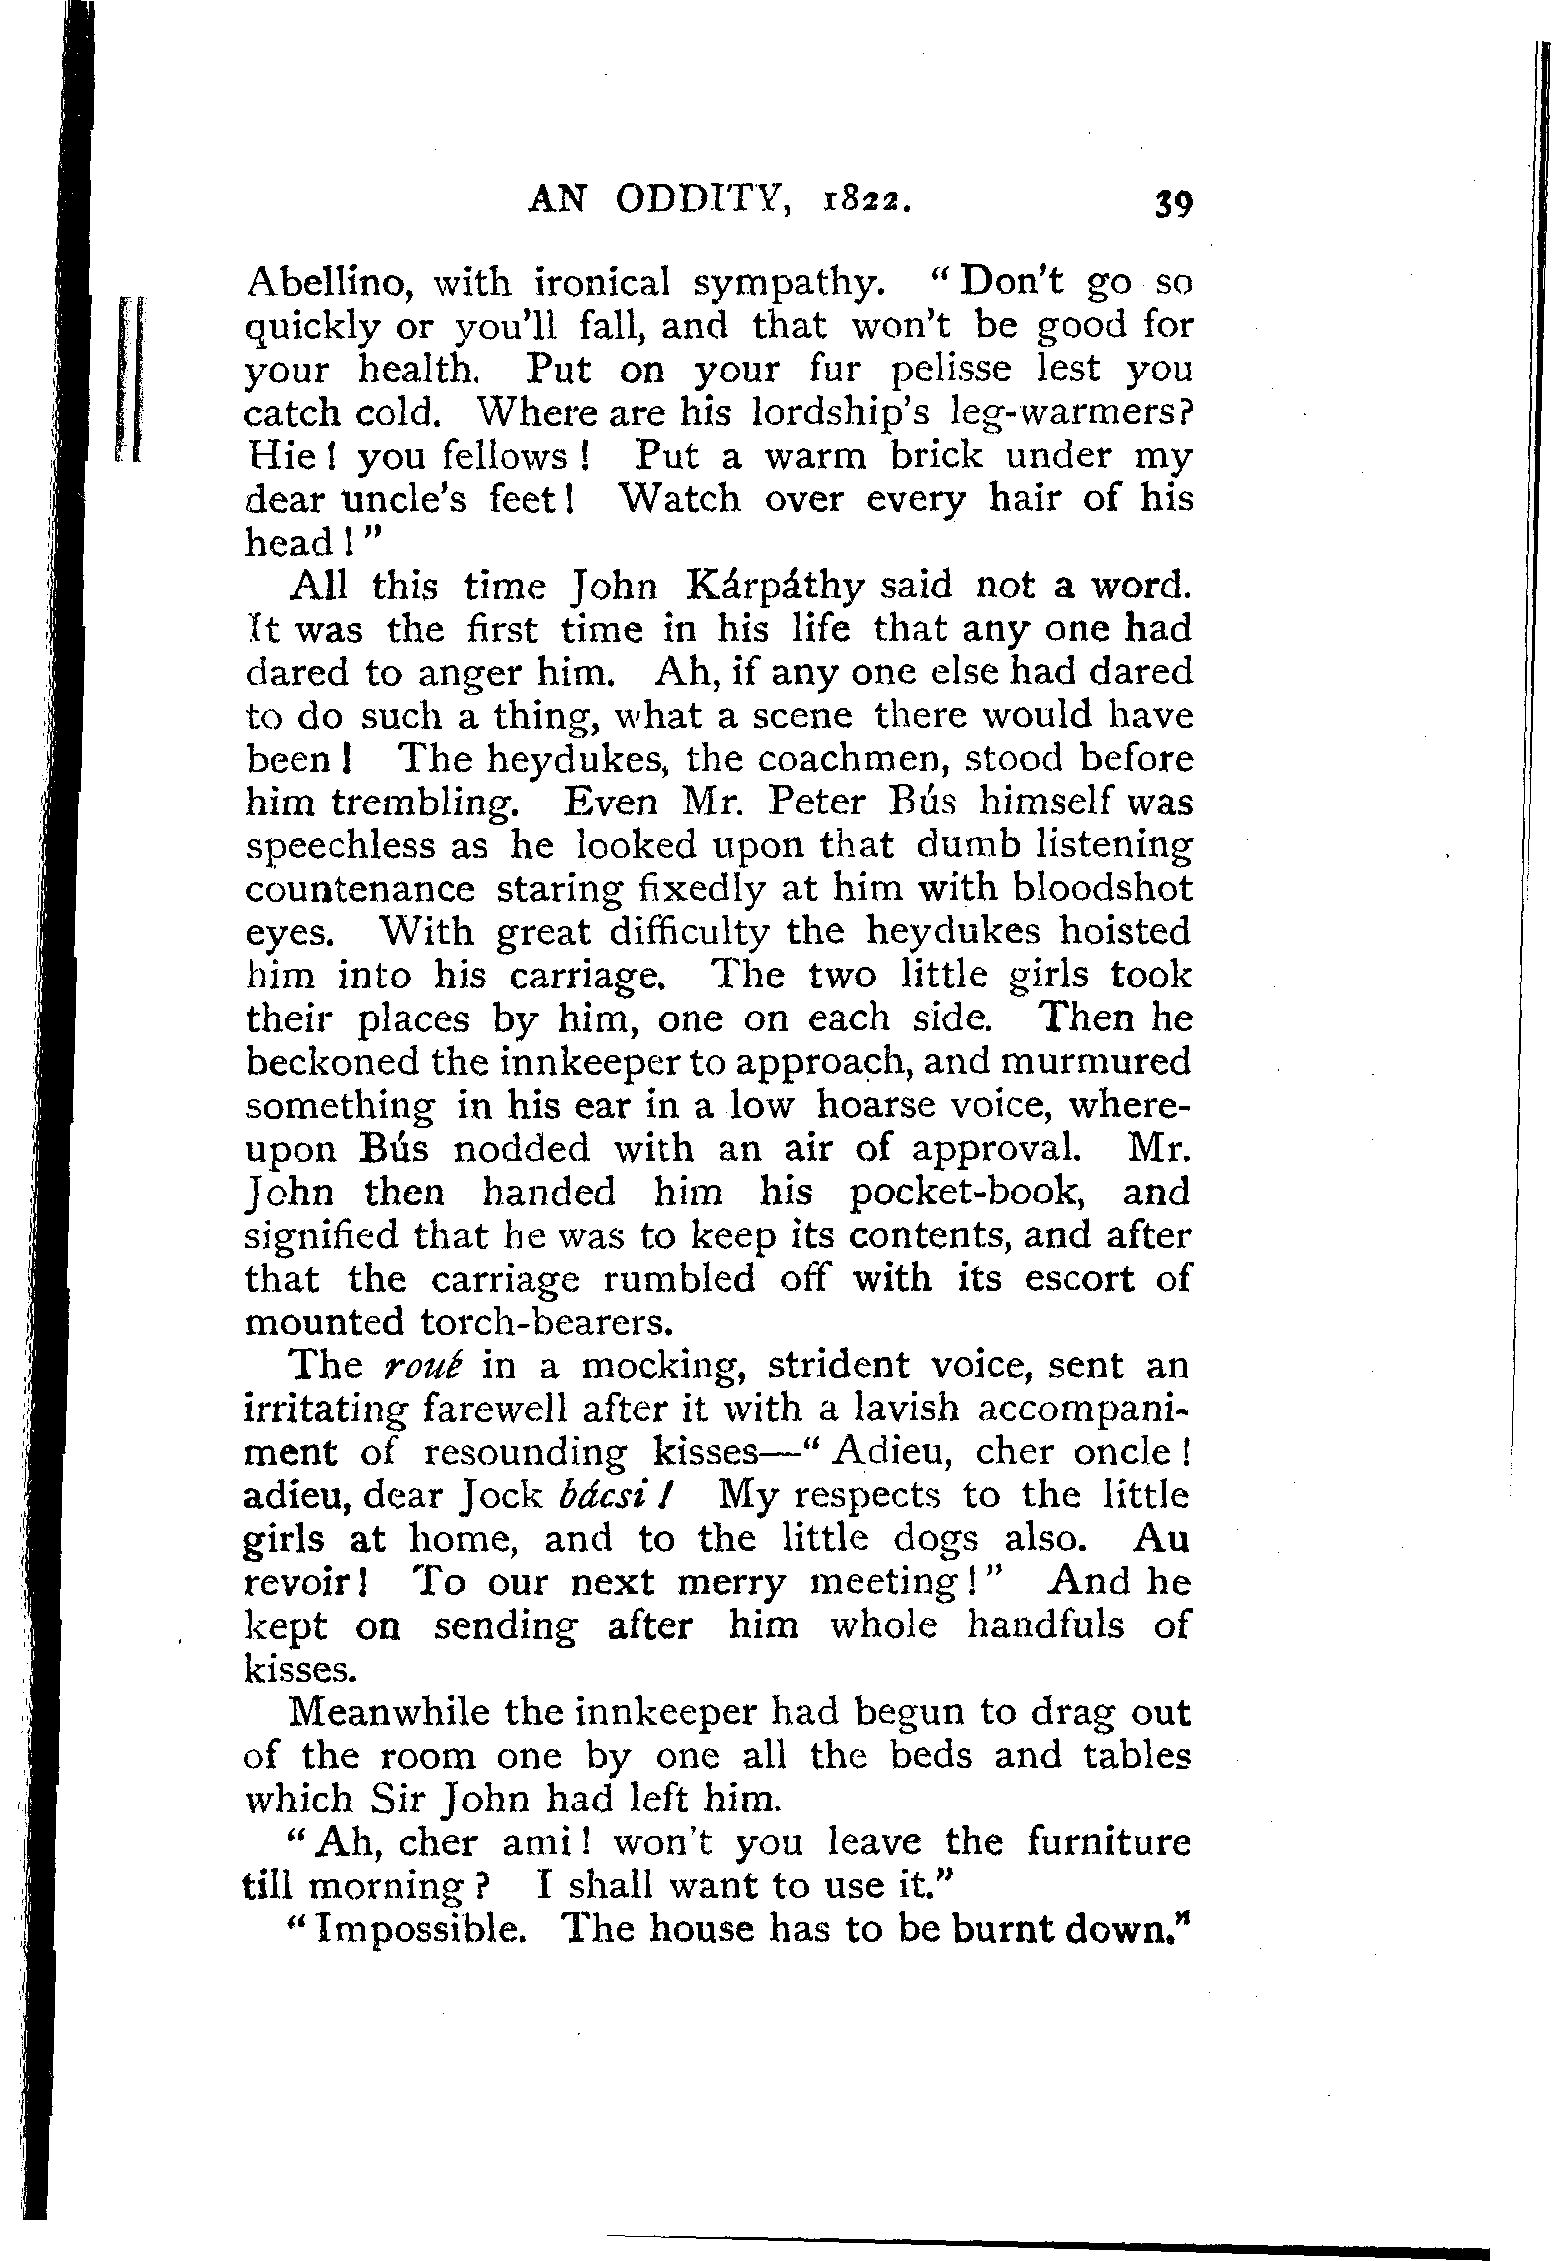 AN ODDITY, 1822. 39
Abellino, with ironical sympathy. "Don't go so
quickly or you'll fall, and that won't be good for
your health. Put on your fur pelisse lest you
catch cold. Where are his lordship's leg-warmers?
Hie! you fellows! Put a warm brick under my
dear uncle's feet! Watch over every hair of his
head!"
All this time John Kárpáthy said not a word.
It was the first time in his life that any one had
dared to anger him. Ah, if any one else had dared
to do such a thing, what a scene there would have
been! The heydukes, the coachmen, stood before
him trembling. Even Mr. Peter Bús himself was
speechless as he looked upon that dumb listening
countenance staring fixedly at him with bloodshot
eyes. With great difficulty the heydukes hoisted
him into his carriage. The two little girls took
their places by him, one on each side. Then he
beckoned the innkeeper to approach, and murmured
something in his ear in a low hoarse voice, where-
upon Bús nodded with an air of approval. Mr.
John then handed him his pocket-book, and
signified that he was to keep its contents, and after
that the carriage rumbled off with its escort of
mounted torch-bearers.
The roué in a mocking, strident voice, sent an
irritating farewell after it with a lavish accompani-
ment of resounding kisses—"Adieu, cher oncle!
adieu, dear Jock bácsi! My respects to the little
girls at home, and to the little dogs also. Au
revoir! To our next merry meeting!" And he
kept on sending after him whole handfuls of
kisses.
Meanwhile the innkeeper had begun to drag out
of the room one by one all the beds and tables
which Sir John had left him.
"Ah, cher ami! won't you leave the furniture
till morning? I shall want to use it."
"Impossible. The house has to be burnt down."